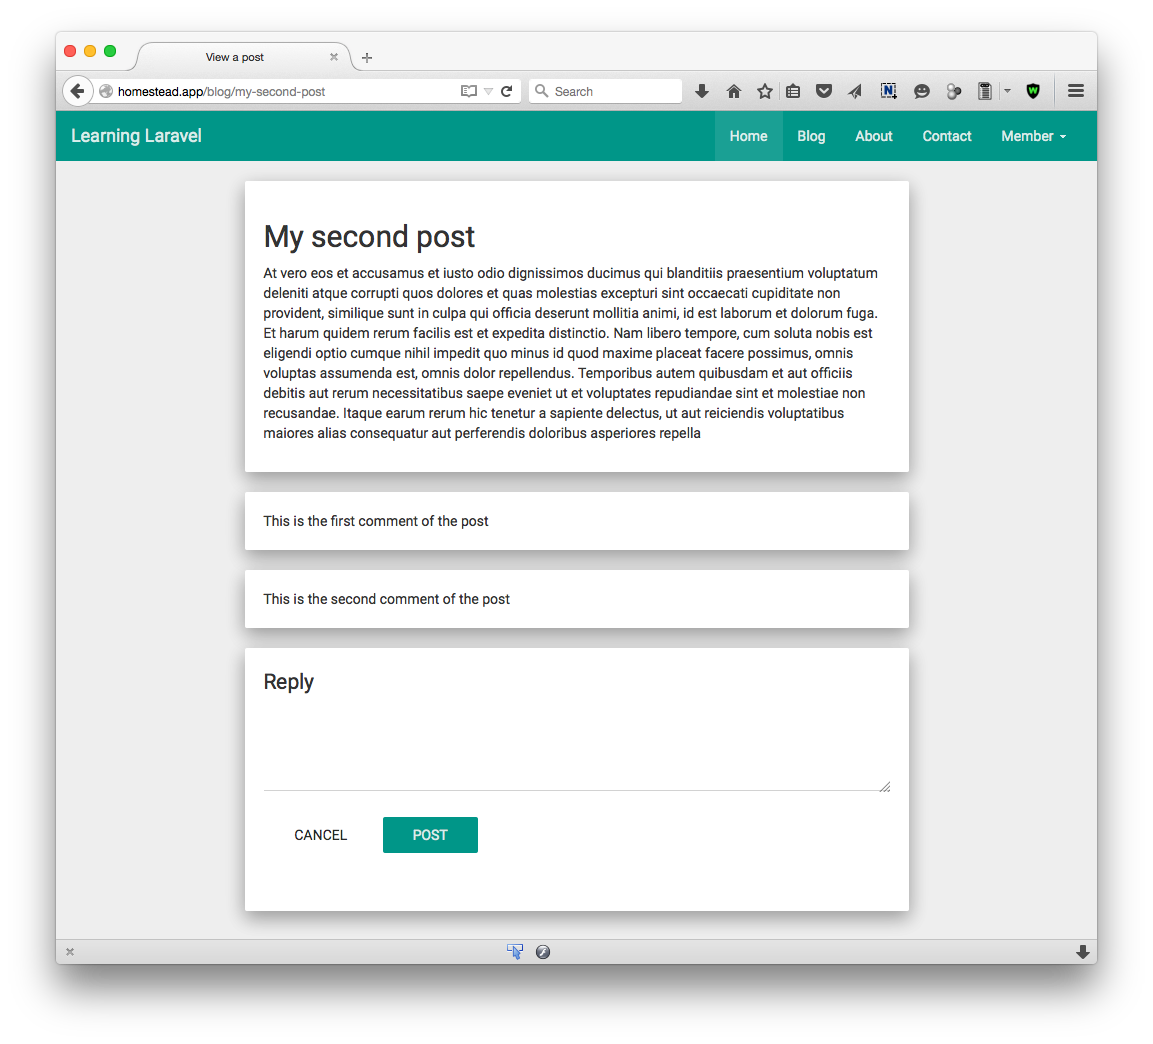 View a post
homestead.app/blog/my-second-post
Search
Learning Laravel
Home
Blog
About
Contact
Member
My second post
At vero eos et accusamus et iusto odio dignissimos ducimus qui blanditiis praesentium voluptatum
deleniti atque corrupti quos dolores et quas molestias excepturi sint occaecati cupiditate non
provident, similique sunt in culpa qui officia deserunt mollitia animi, id est laborum et dolorum fuga.
Et harum quidem rerum facilis est et expedita distinctio. Nam libero tempore, cum soluta nobis est
eligendi optio cumque nihil impedit quo minus id quod maxime placeat facere possimus, omnis
voluptas assumenda est, omnis dolor repellendus. Temporibus autem quibusdam et aut officiis
debitis aut rerum necessitatibus saepe eveniet ut et voluptates repudiandae sint et molestiae non
recusandae. Itaque earum rerum hic tenetur a sapiente delectus, ut aut reiciendis voluptatibus
maiores alias consequatur aut perferendis doloribus asperiores repella
This is the first comment of the post
This is the second comment of the post
Reply
CANCEL
POST